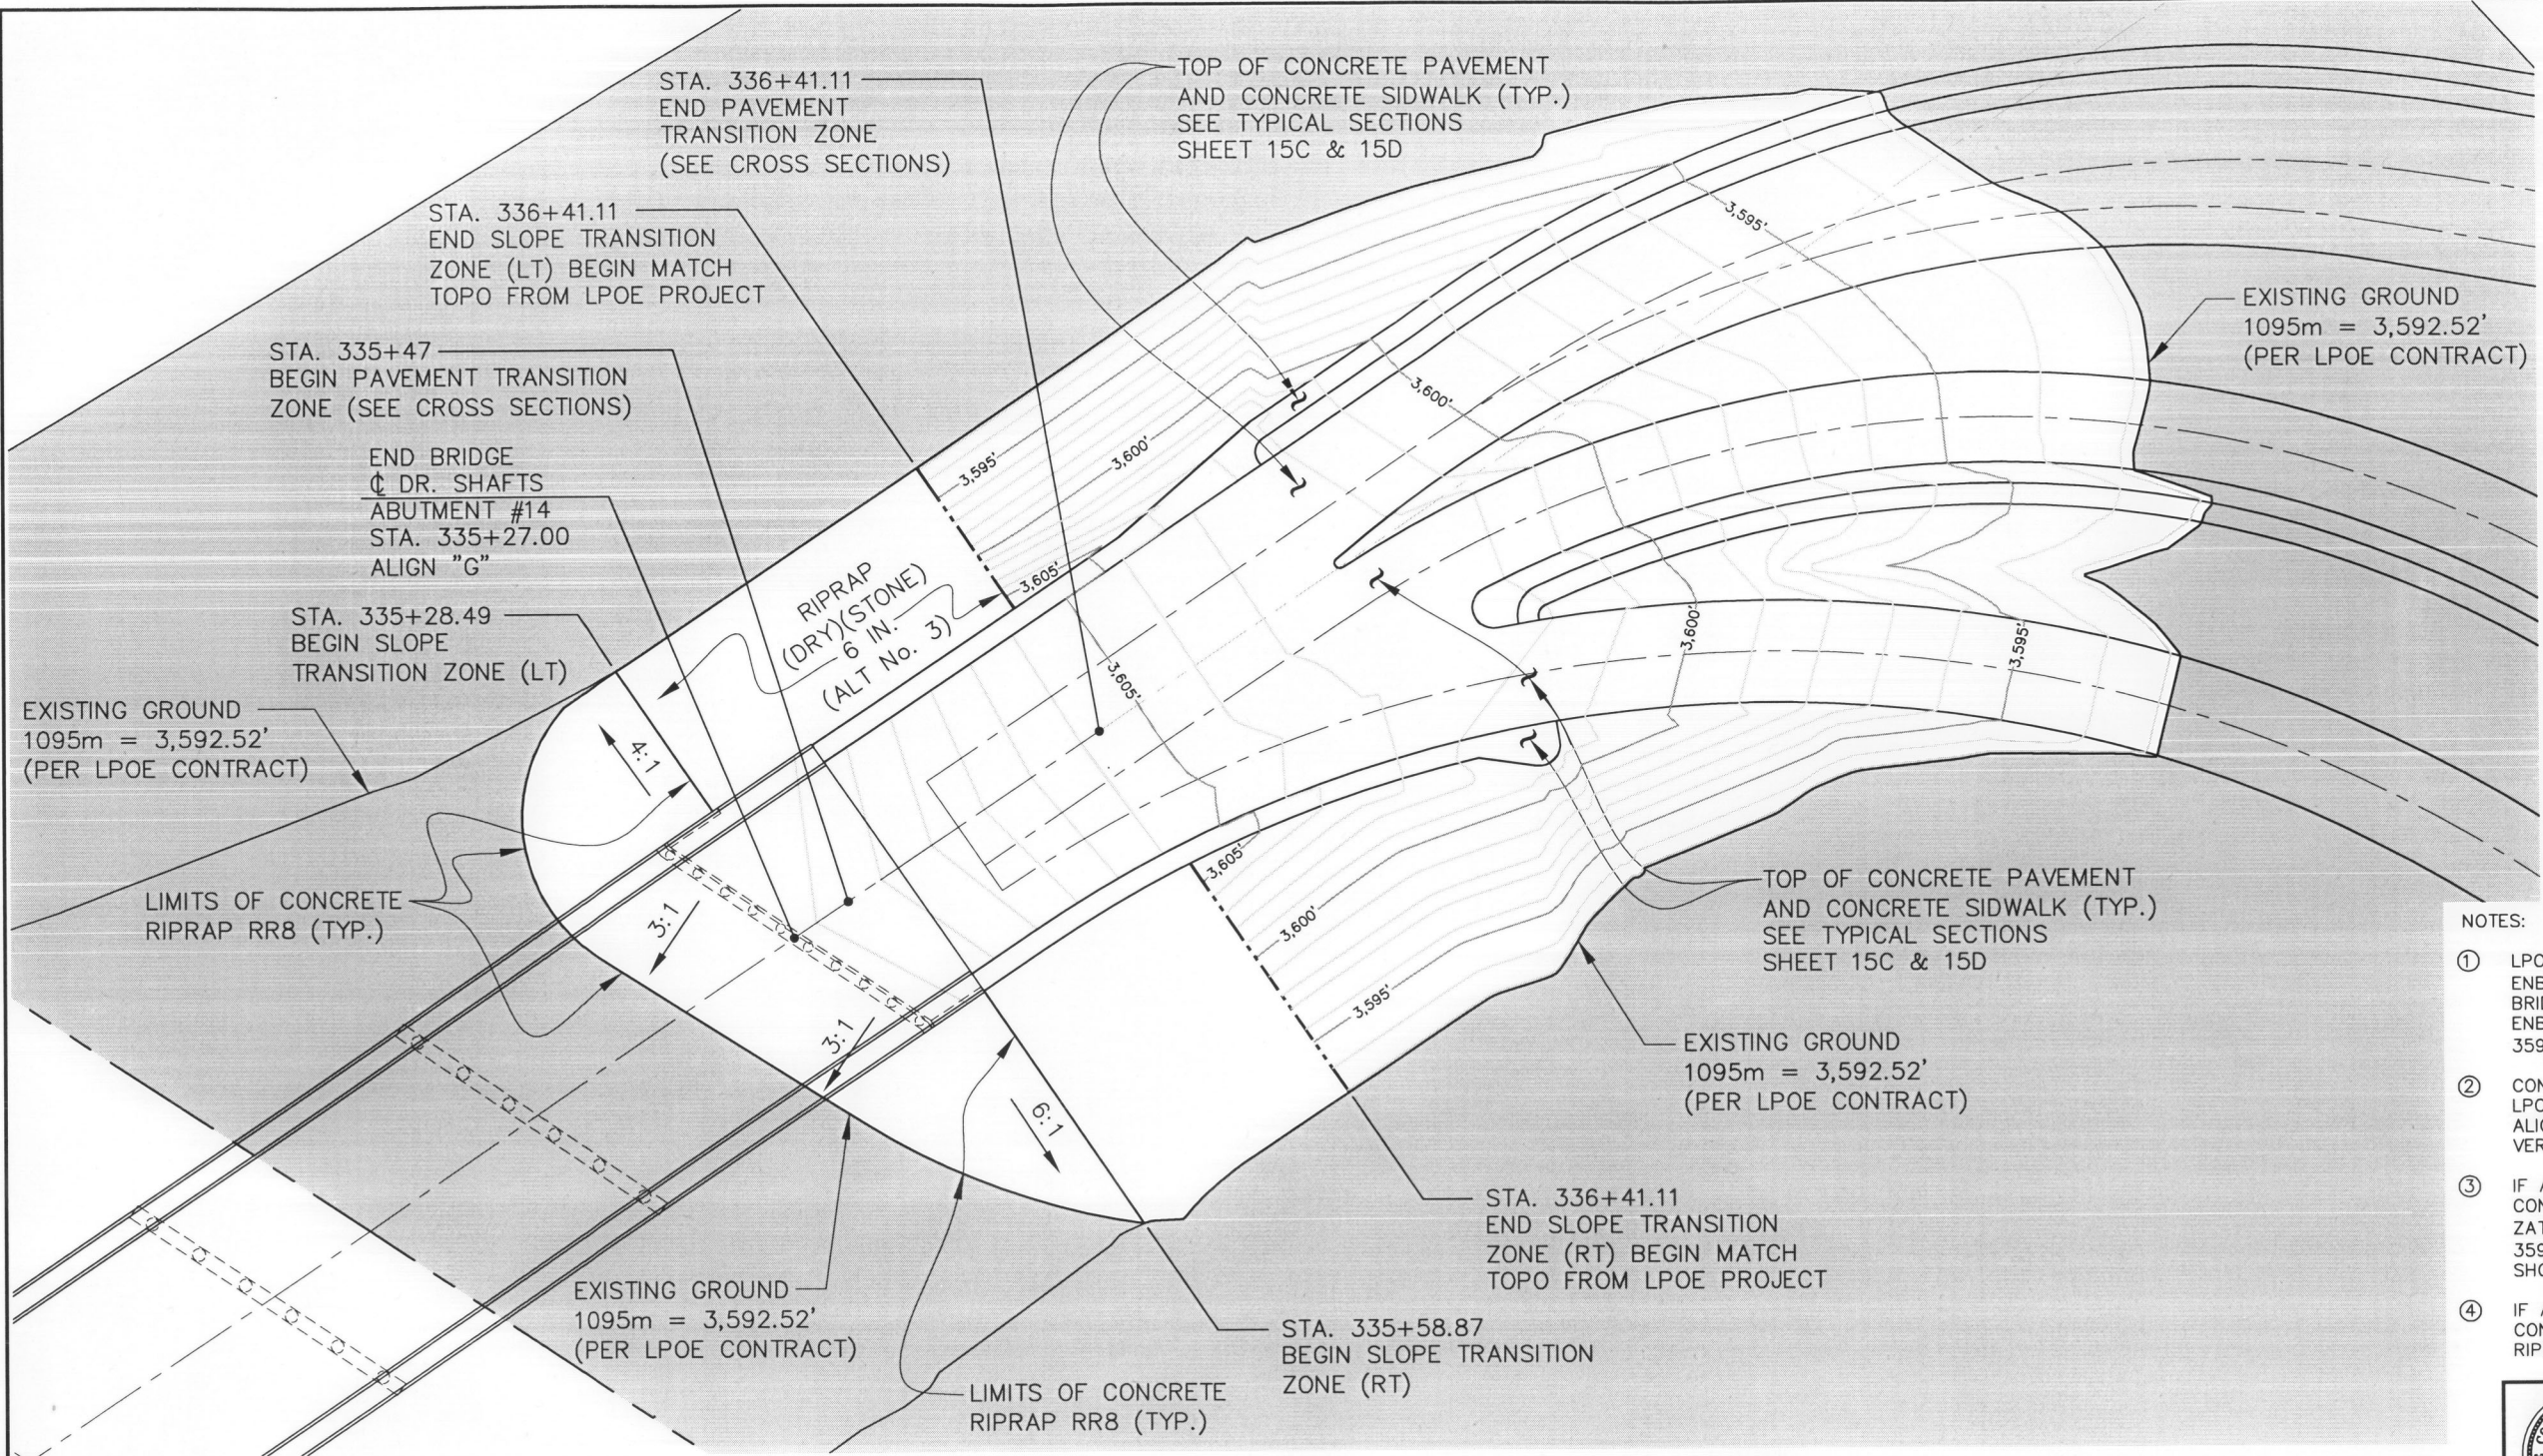 STA. 336+41.11
END PAVEMENT
TRANSITION ZONE
(SEE CROSS SECTIONS)
TOP OF CONCRETE PAVEMENT
AND CONCRETE SIDWALK (TYP.)
SEE TYPICAL SECTIONS
SHEET 15C & 15D
STA. 336+41.11
END SLOPE TRANSITION
ZONE (LT) BEGIN MATCH
TOPO FROM LPOE PROJECT
STA. 335+47
BEGIN PAVEMENT TRANSITION
ZONE (SEE CROSS SECTIONS)
END BRIDGE
℄ DR. SHAFTS
ABUTMENT #14
STA. 335+27.00
ALIGN "G"
STA. 335+28.49
BEGIN SLOPE
TRANSITION ZONE (LT)
EXISTING GROUND
1095m = 3,592.52'
(PER LPOE CONTRACT)
LIMITS OF CONCRETE
RIPRAP RR8 (TYP.)
RIPRAP
(DRY)(STONE)
6 IN.
(ALT No. 3)
4:1
3:1
3:1
6:1
3,595'
3,600'
3,605'
3,605'
3,595'
3,600'
3,600'
3,595'
3,605'
3,600'
3,595'
EXISTING GROUND
1095m = 3,592.52'
(PER LPOE CONTRACT)
TOP OF CONCRETE PAVEMENT
AND CONCRETE SIDWALK (TYP.)
SEE TYPICAL SECTIONS
SHEET 15C & 15D
EXISTING GROUND
1095m = 3,592.52'
(PER LPOE CONTRACT)
STA. 336+41.11
END SLOPE TRANSITION
ZONE (RT) BEGIN MATCH
TOPO FROM LPOE PROJECT
EXISTING GROUND
1095m = 3,592.52'
(PER LPOE CONTRACT)
STA. 335+58.87
BEGIN SLOPE TRANSITION
ZONE (RT)
LIMITS OF CONCRETE
RIPRAP RR8 (TYP.)
NOTES:
①
②
③ IF
④ IF